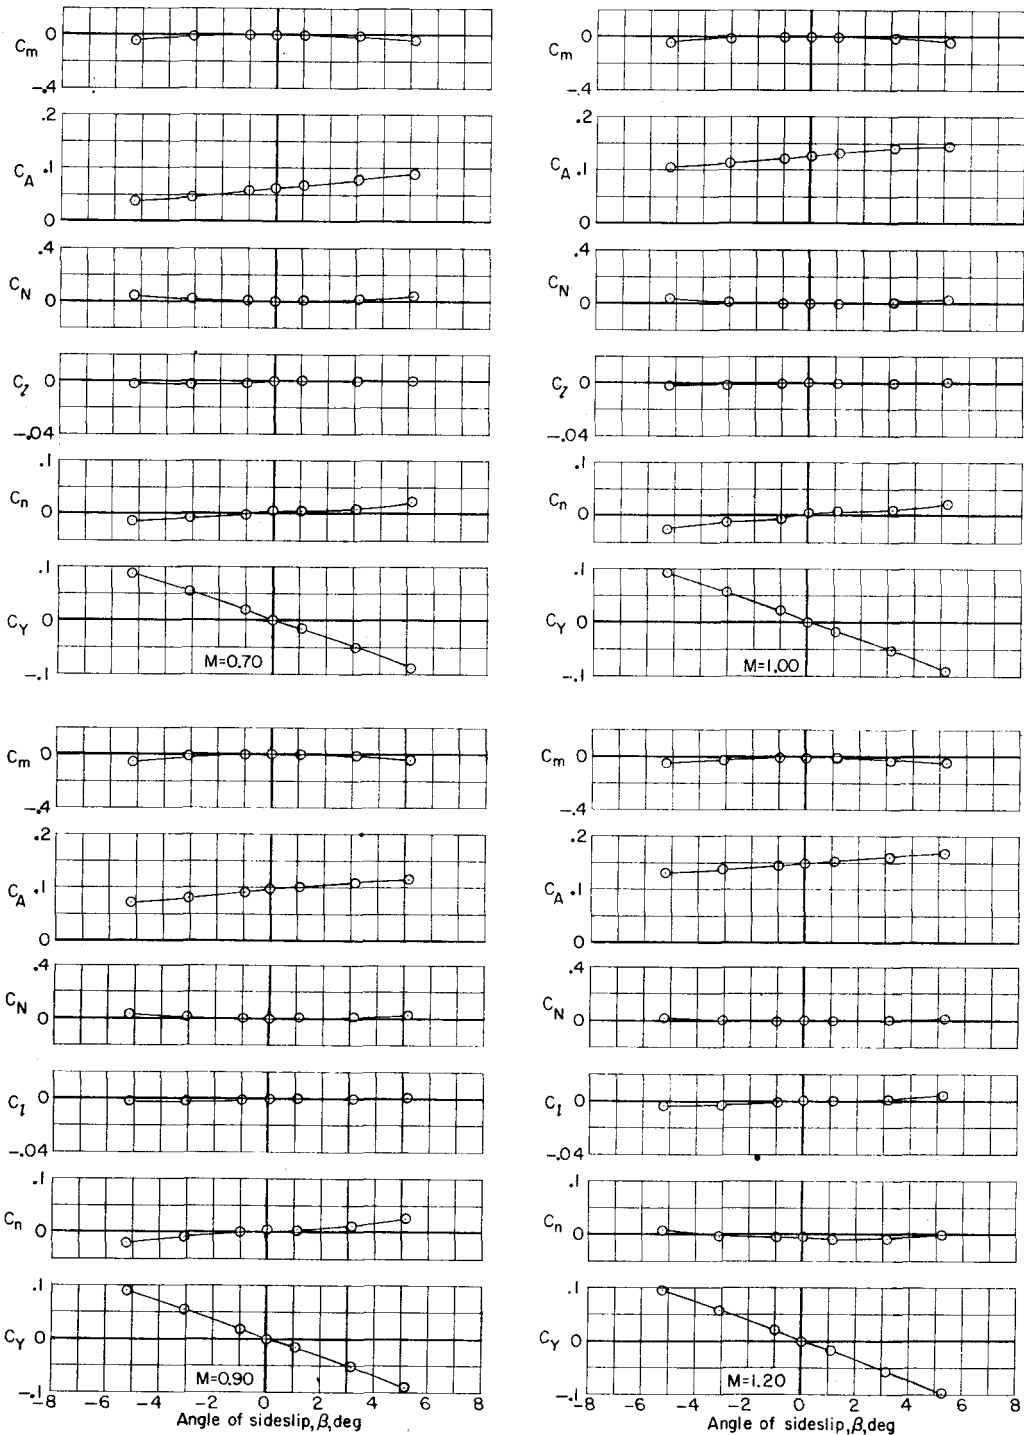 C_m 0
-.4
.2
C_A .1
0
.4
C_N
0
C_l 0
-.04
.1
C_n 0
.1
C_Y 0
-.1
M=0.70
0
C_m
-.4
.2
C_A .1
0
.4
C_N
0
C_l 0
-.04
.1
C_n 0
.1
C_Y 0
-.1
M=1.00
C_m 0
-.4
.2
C_A .1
0
.4
C_N 0
C_l 0
-.04
.1
C_n 0
.1
C_Y 0
-.1
M=0.90
-8 -6 -4 -2 0 2 4 6 8
Angle of sideslip, β, deg
C_m 0
-.4
.2
C_A .1
0
.4
C_N 0
C_l 0
-.04
.1
C_n 0
.1
C_Y 0
-.1
M=1.20
-8 -6 -4 -2 0 2 4 6 8
Angle of sideslip, β, deg